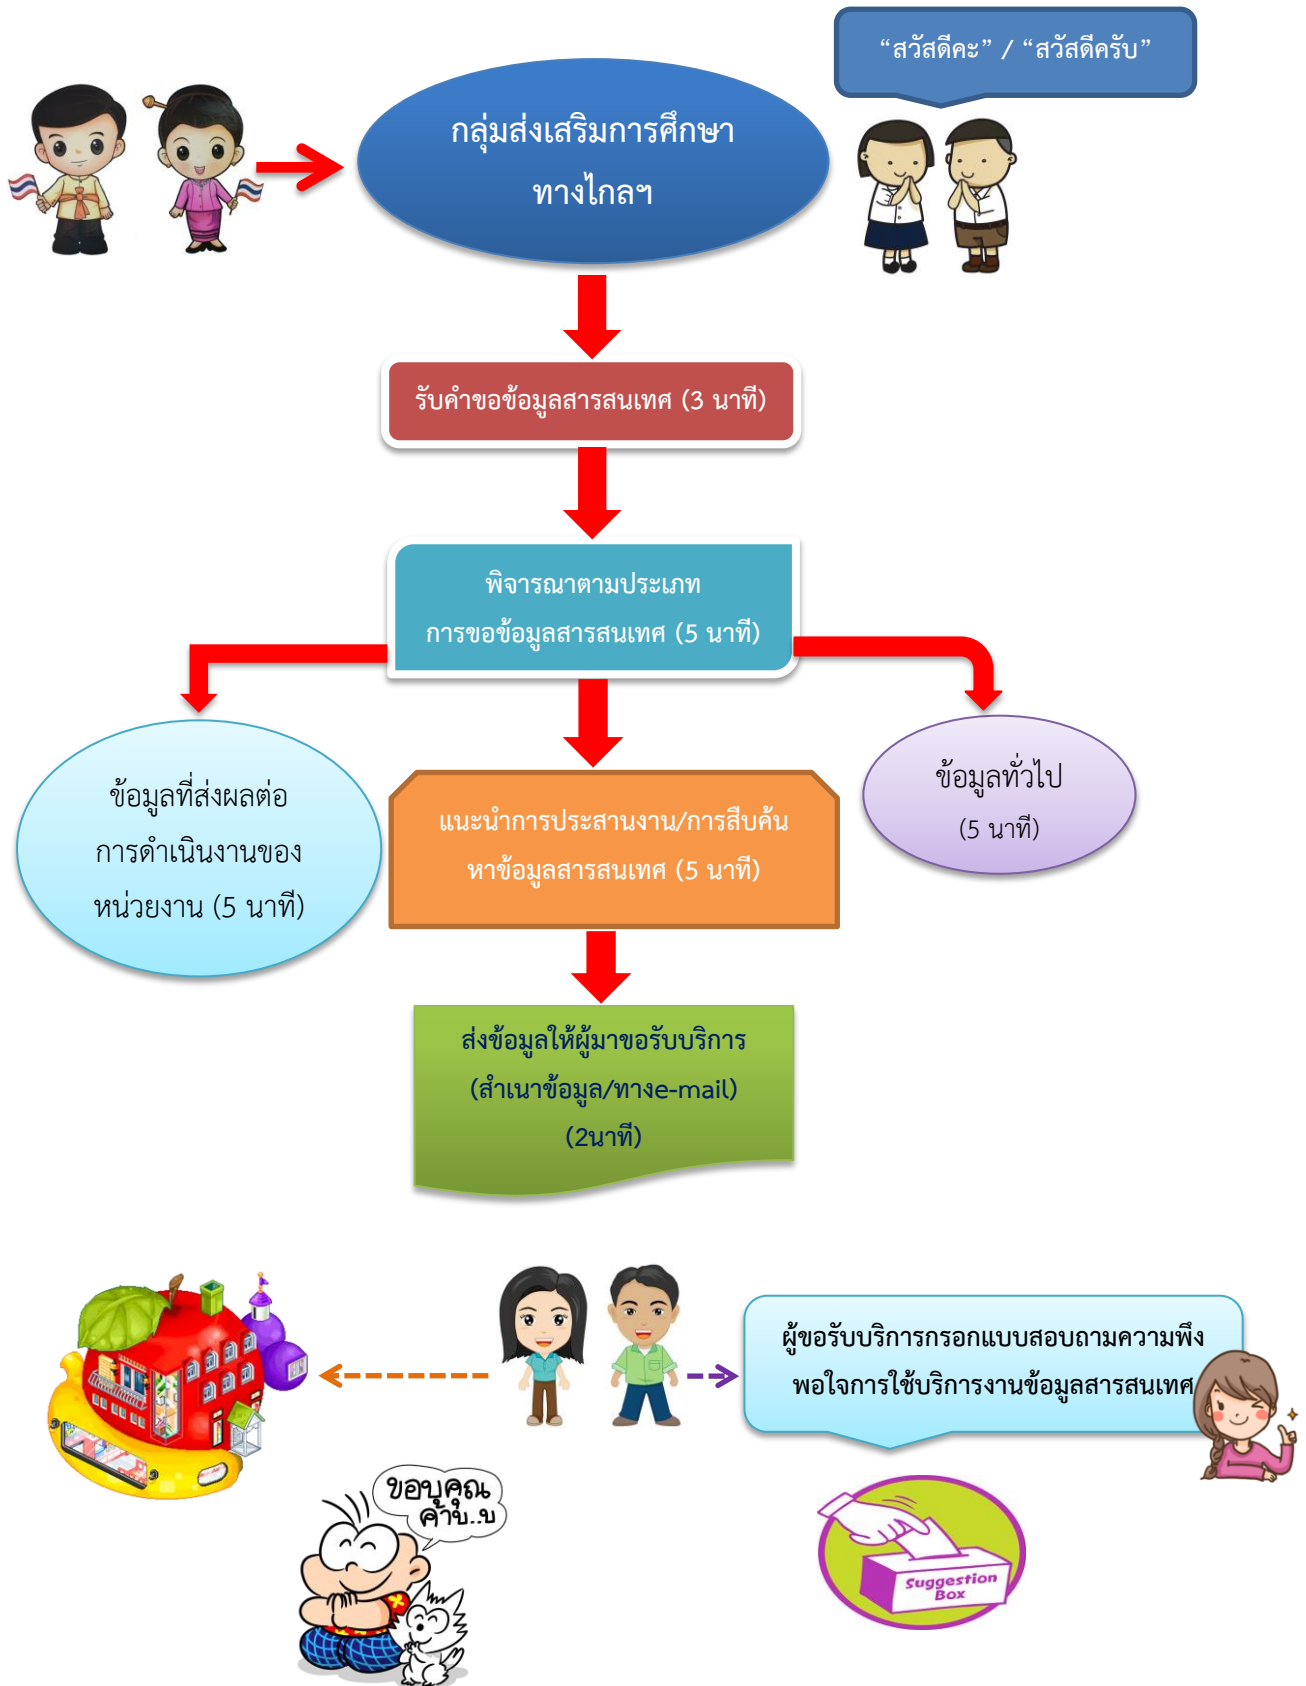 “สวัสดีคะ” / “สวัสดีครับ”
กลุ่มส่งเสริมการศึกษา
ทางไกลฯ
รับคำขอข้อมูลสารสนเทศ (3 นาที)
พิจารณาตามประเภท
การขอข้อมูลสารสนเทศ (5 นาที)
ข้อมูลที่ส่งผลต่อ
การดำเนินงานของ
หน่วยงาน (5 นาที)
แนะนำการประสานงาน/การสืบค้น
หาข้อมูลสารสนเทศ (5 นาที)
ข้อมูลทั่วไป
(5 นาที)
ส่งข้อมูลให้ผู้มาขอรับบริการ
(สำเนาข้อมูล/ทางe-mail)
(2นาที)
ผู้ขอรับบริการกรอกแบบสอบถามความพึง
พอใจการใช้บริการงานข้อมูลสารสนเทศ
ขอบคุณ
ค้าบ..บ
Suggestion
Box